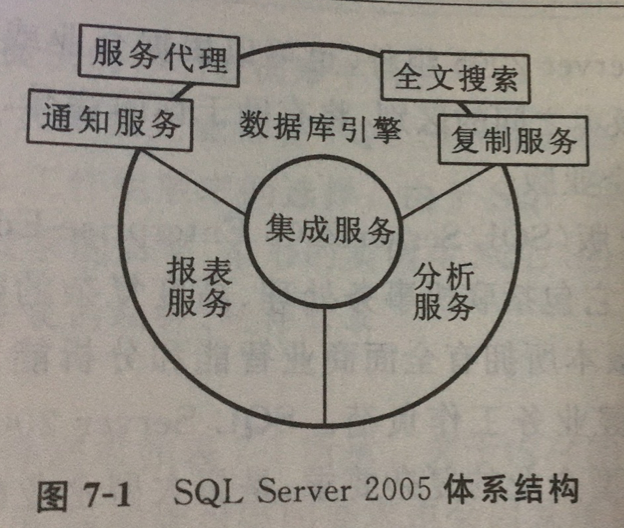 服务代理
全文搜索
通知服务
数据库引擎
复制服务
集成服务
报表
服务
分析
服务
图 7-1 SQL Server 2005 体系结构